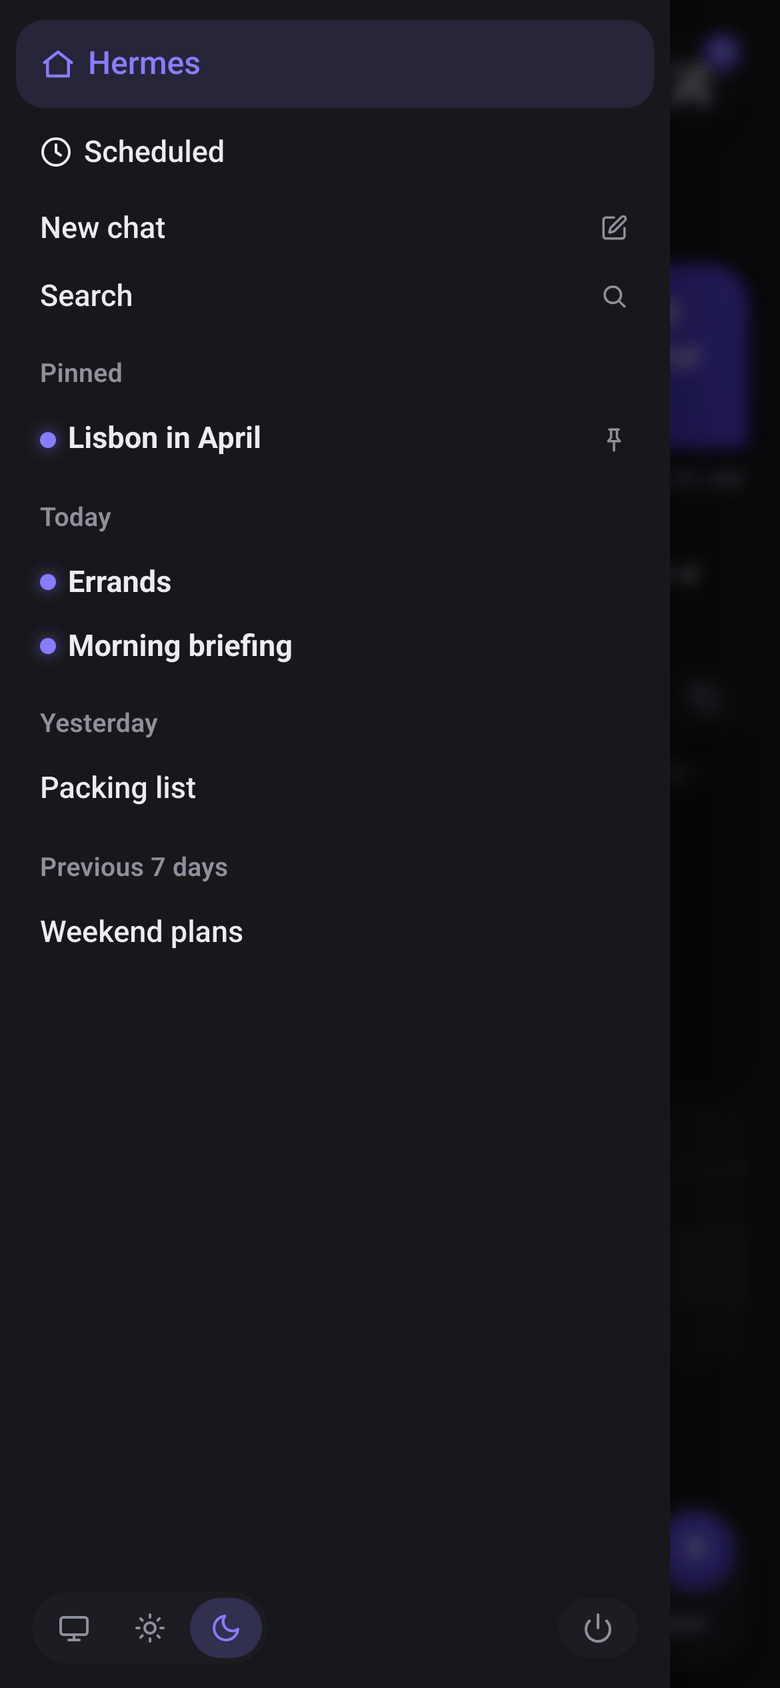 Hermes
Scheduled
New chat
Search
Pinned
Lisbon in April
Today
Errands
Morning briefing
Yesterday
Packing list
Previous 7 days
Weekend plans